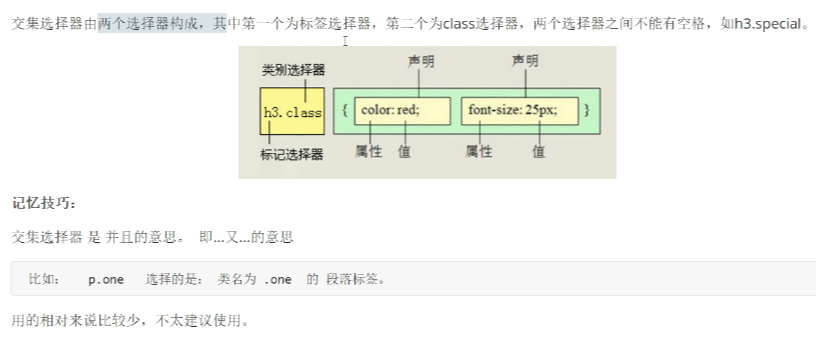 交集选择器由两个选择器构成，其中第一个为标签选择器，第二个为class选择器，两个选择器之间不能有空格，如h3.special。
类别选择器 声明 声明
h3.class { color: red; font-size: 25px; }
标记选择器 属性 值 属性 值
记忆技巧：
交集选择器 是 并且的意思。 即...又...的意思
比如： p.one 选择的是： 类名为 .one 的 段落标签。
用的相对来说比较少，不太建议使用。